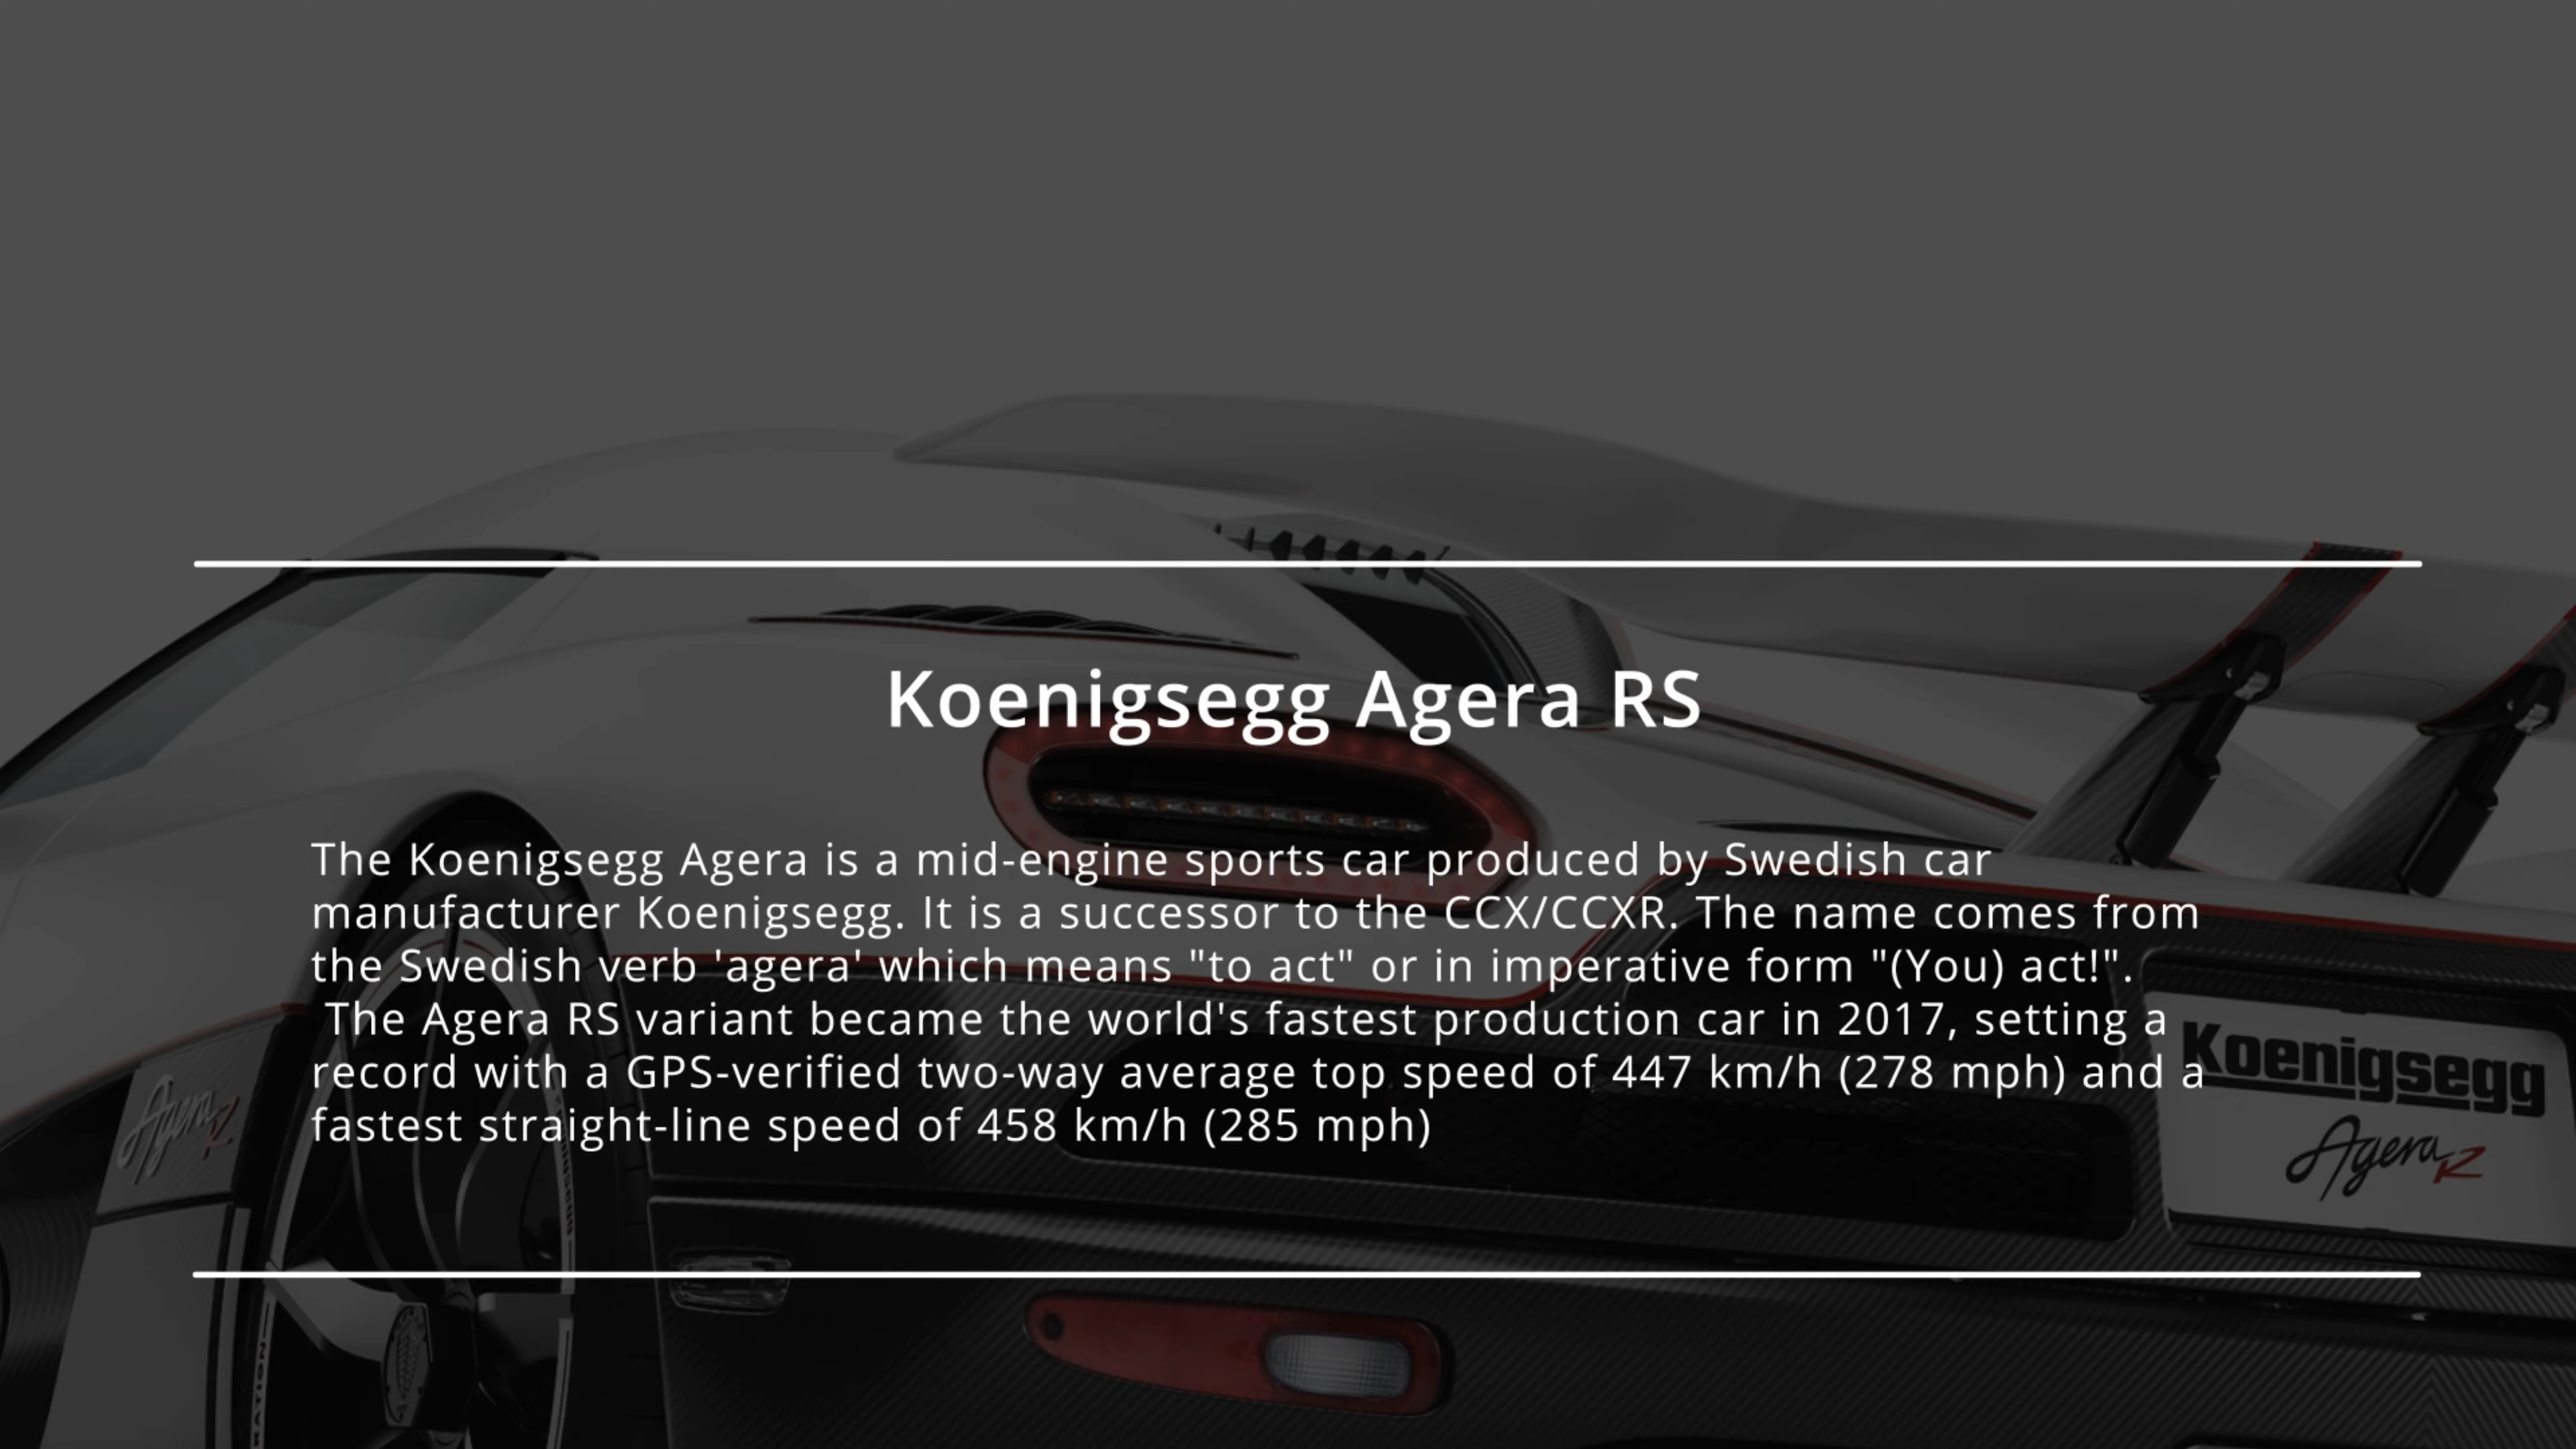 Koenigsegg Agera RS
The Koenigsegg Agera is a mid-engine sports car produced by Swedish car
manufacturer Koenigsegg. It is a successor to the CCX/CCXR. The name comes from
the Swedish verb 'agera' which means "to act" or in imperative form "(You) act!".
The Agera RS variant became the world's fastest production car in 2017, setting a
record with a GPS-verified two-way average top speed of 447 km/h (278 mph) and a
fastest straight-line speed of 458 km/h (285 mph)
Koenigsegg
Agera R
Agera R